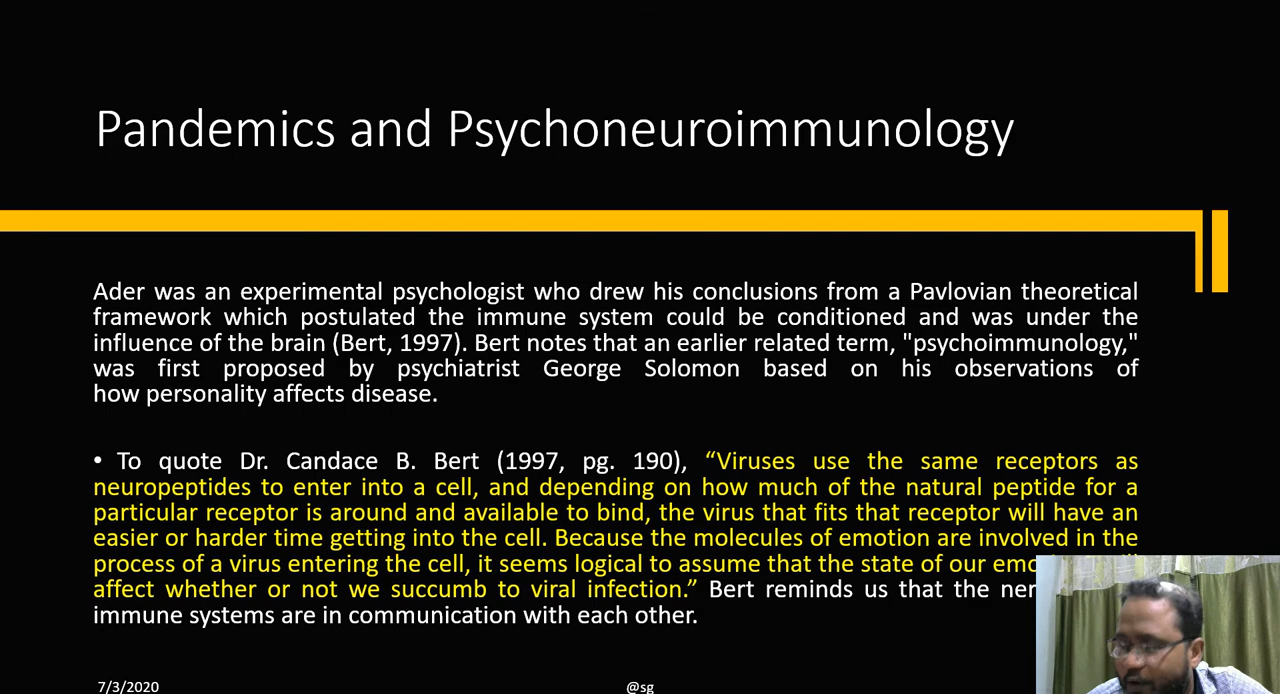 Pandemics and Psychoneuroimmunology
Ader was an experimental psychologist who drew his conclusions from a Pavlovian theoretical
framework which postulated the immune system could be conditioned and was under the
influence of the brain (Bert, 1997). Bert notes that an earlier related term, "psychoimmunology,"
was first proposed by psychiatrist George Solomon based on his observations of
how personality affects disease.
• To quote Dr. Candace B. Bert (1997, pg. 190), “Viruses use the same receptors as
neuropeptides to enter into a cell, and depending on how much of the natural peptide for a
particular receptor is around and available to bind, the virus that fits that receptor will have an
easier or harder time getting into the cell. Because the molecules of emotion are involved in the
process of a virus entering the cell, it seems logical to assume that the state of our
affect whether or not we succumb to viral infection.” Bert reminds us that the
immune systems are in communication with each other.
7/3/2020
@sg